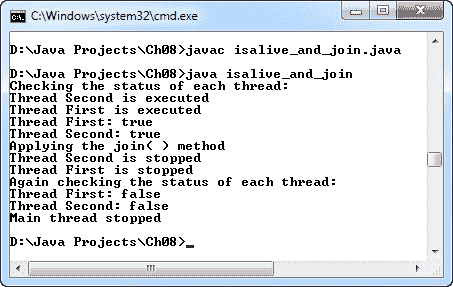 C:\Windows\system32\cmd.exe
D:\Java Projects\Ch08>javac isalive_and_join.java
D:\Java Projects\Ch08>java isalive_and_join
Checking the status of each thread:
Thread Second is executed
Thread First is executed
Thread First: true
Thread Second: true
Applying the join( ) method
Thread Second is stopped
Thread First is stopped
Again checking the status of each thread:
Thread First: false
Thread Second: false
Main thread stopped
D:\Java Projects\Ch08>_